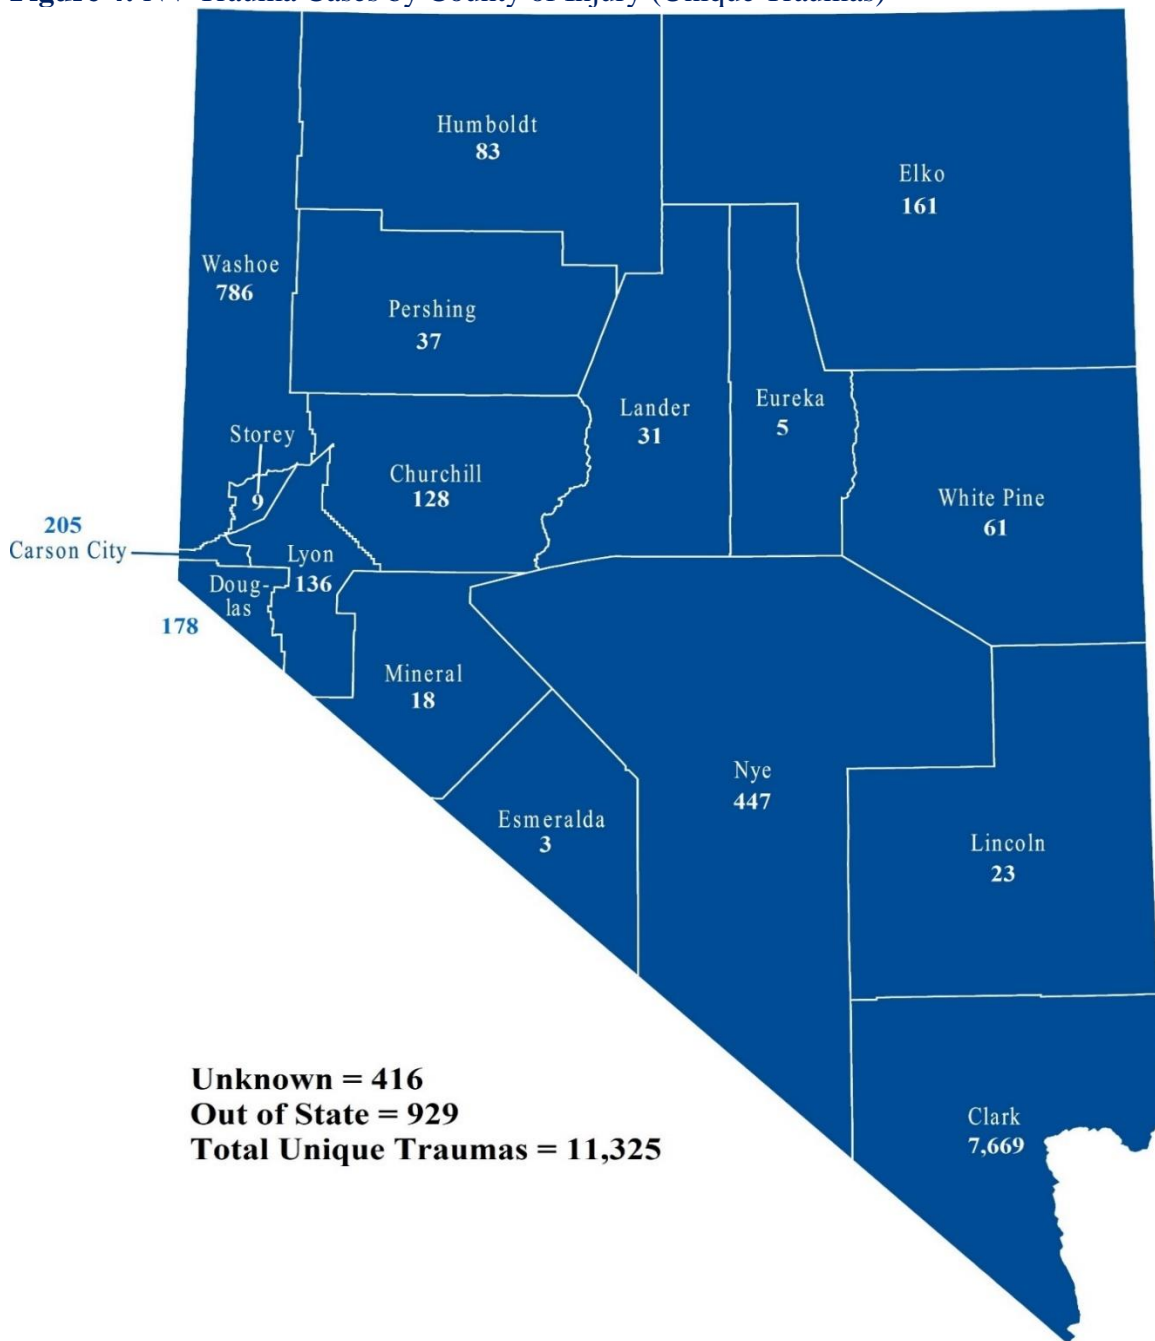 Humboldt
83
Elko
161
Washoe
786
Pershing
37
Lander
31
Eureka
5
Storey
9
Churchill
128
White Pine
61
205
Carson City
Lyon
136
Doug-
las
178
Mineral
18
Nye
447
Esmeralda
3
Lincoln
23
Clark
7,669
Unknown = 416
Out of State = 929
Total Unique Traumas = 11,325